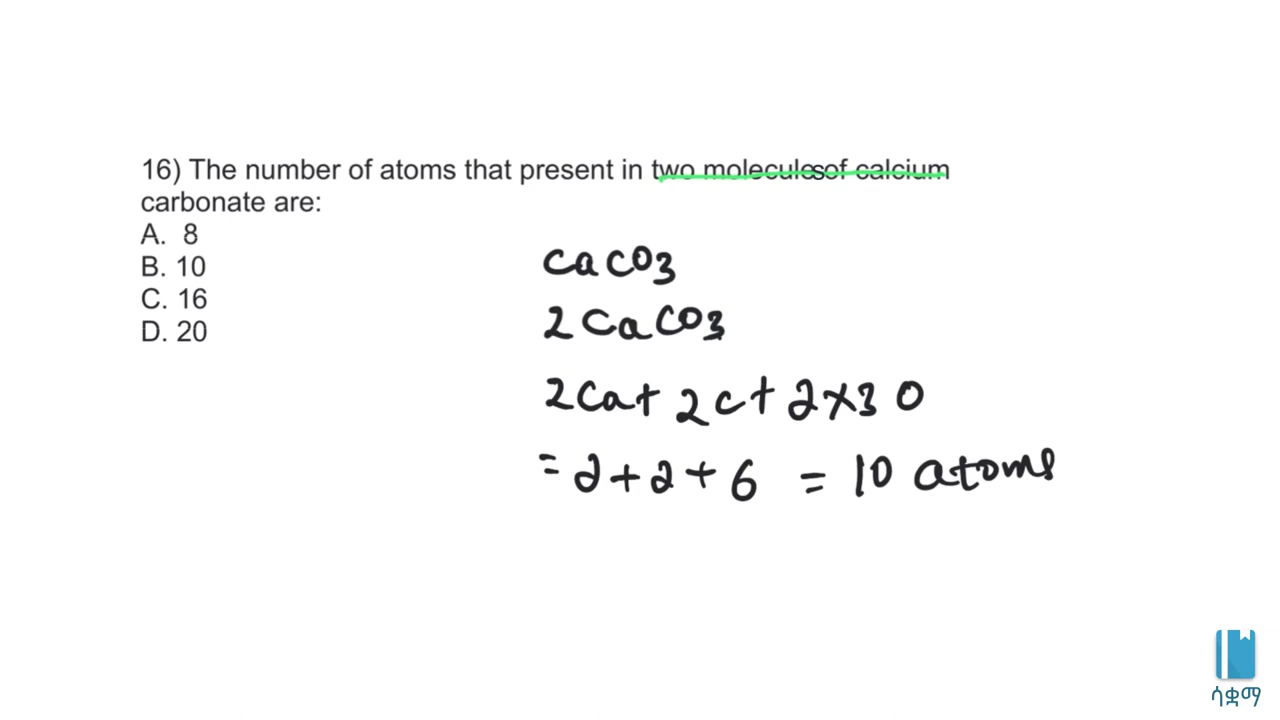 16) The number of atoms that present in two moleculesof calcium
carbonate are:
A. 8
B. 10
C. 16
D. 20
caco3
2CaCO3
2Ca+ 2c+ 2×3 O
= 2+2+6 = 10 atoms
ሳቋማ